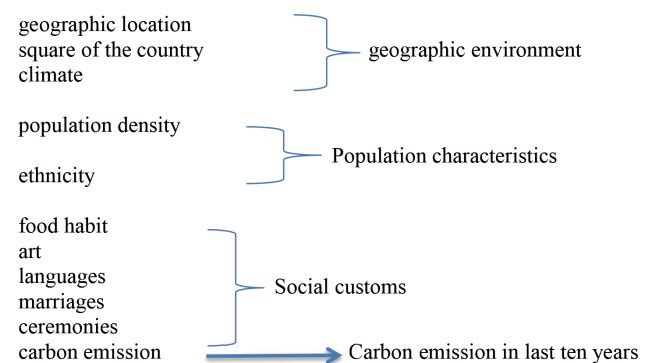 geographic location
square of the country
climate
geographic environment
population density
ethnicity
Population characteristics
food habit
art
languages
marriages
ceremonies
Social customs
carbon emission
Carbon emission in last ten years